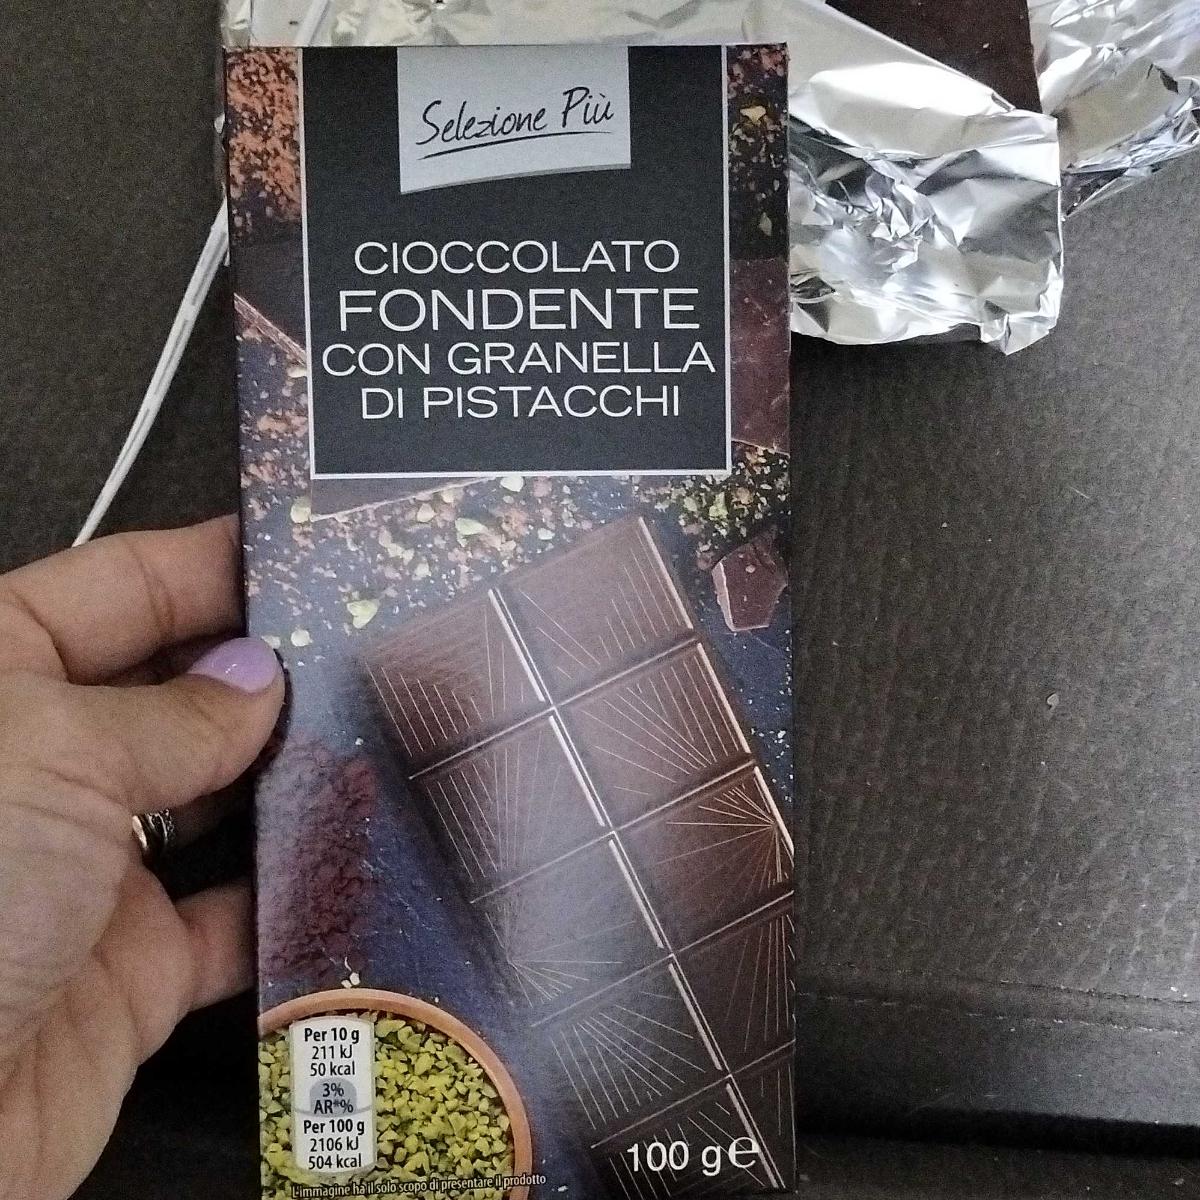 Selezione Più
CIOCCOLATO
FONDENTE
CON GRANELLA
DI PISTACCHI
Per 10 g
211 kJ
50 kcal
3%
AR*%
Per 100 g
2106 kJ
504 kcal
100 g e
L'immagine ha il solo scopo di presentare il prodotto